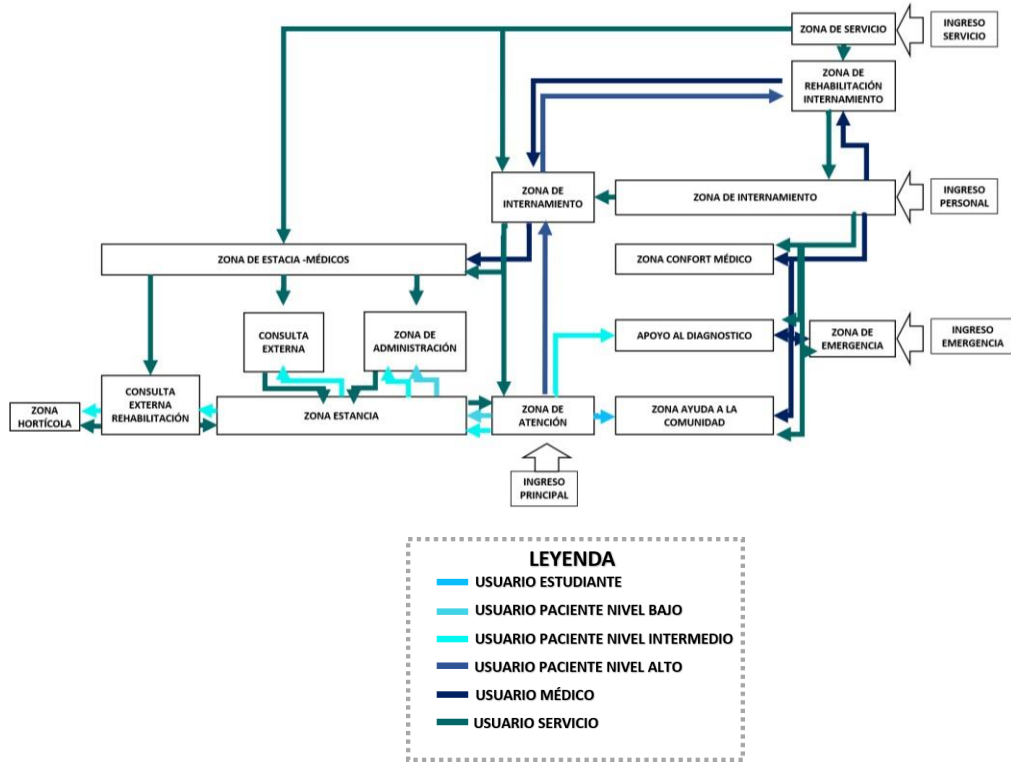 ZONA DE SERVICIO
INGRESO
SERVICIO
ZONA DE
REHABILITACIÓN
INTERNAMIENTO
ZONA DE
INTERNAMIENTO
ZONA DE INTERNAMIENTO
INGRESO
PERSONAL
ZONA DE ESTACIA -MÉDICOS
ZONA CONFORT MÉDICO
CONSULTA
EXTERNA
ZONA DE
ADMINISTRACIÓN
APOYO AL DIAGNOSTICO
ZONA DE
EMERGENCIA
INGRESO
EMERGENCIA
ZONA
HORTÍCOLA
CONSULTA
EXTERNA
REHABILITACIÓN
ZONA ESTANCIA
ZONA DE
ATENCIÓN
ZONA AYUDA A LA
COMUNIDAD
INGRESO
PRINCIPAL
LEYENDA
USUARIO ESTUDIANTE
USUARIO PACIENTE NIVEL BAJO
USUARIO PACIENTE NIVEL INTERMEDIO
USUARIO PACIENTE NIVEL ALTO
USUARIO MÉDICO
USUARIO SERVICIO